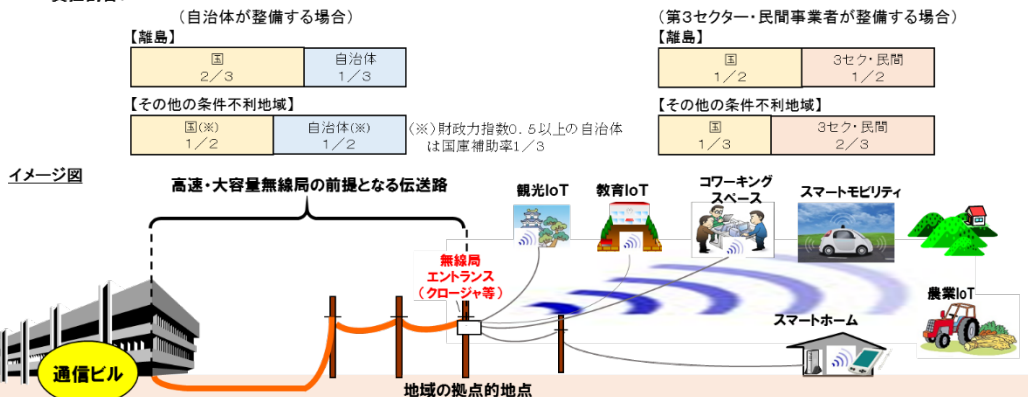 (自治体が整備する場合)
【離島】
国
2/3
自治体
1/3
【その他の条件不利地域】
国(※)
1/2
自治体(※)
1/2
(※)財政力指数0.5以上の自治体
は国庫補助率1/3
(第3セクター・民間事業者が整備する場合)
【離島】
国
1/2
3セク・民間
1/2
【その他の条件不利地域】
国
1/3
3セク・民間
2/3
イメージ図
高速・大容量無線局の前提となる伝送路
無線局
エントランス
(クロージャ等)
観光IoT
教育IoT
コワーキング
スペース
スマートモビリティ
農業IoT
スマートホーム
通信ビル
地域の拠点的地点